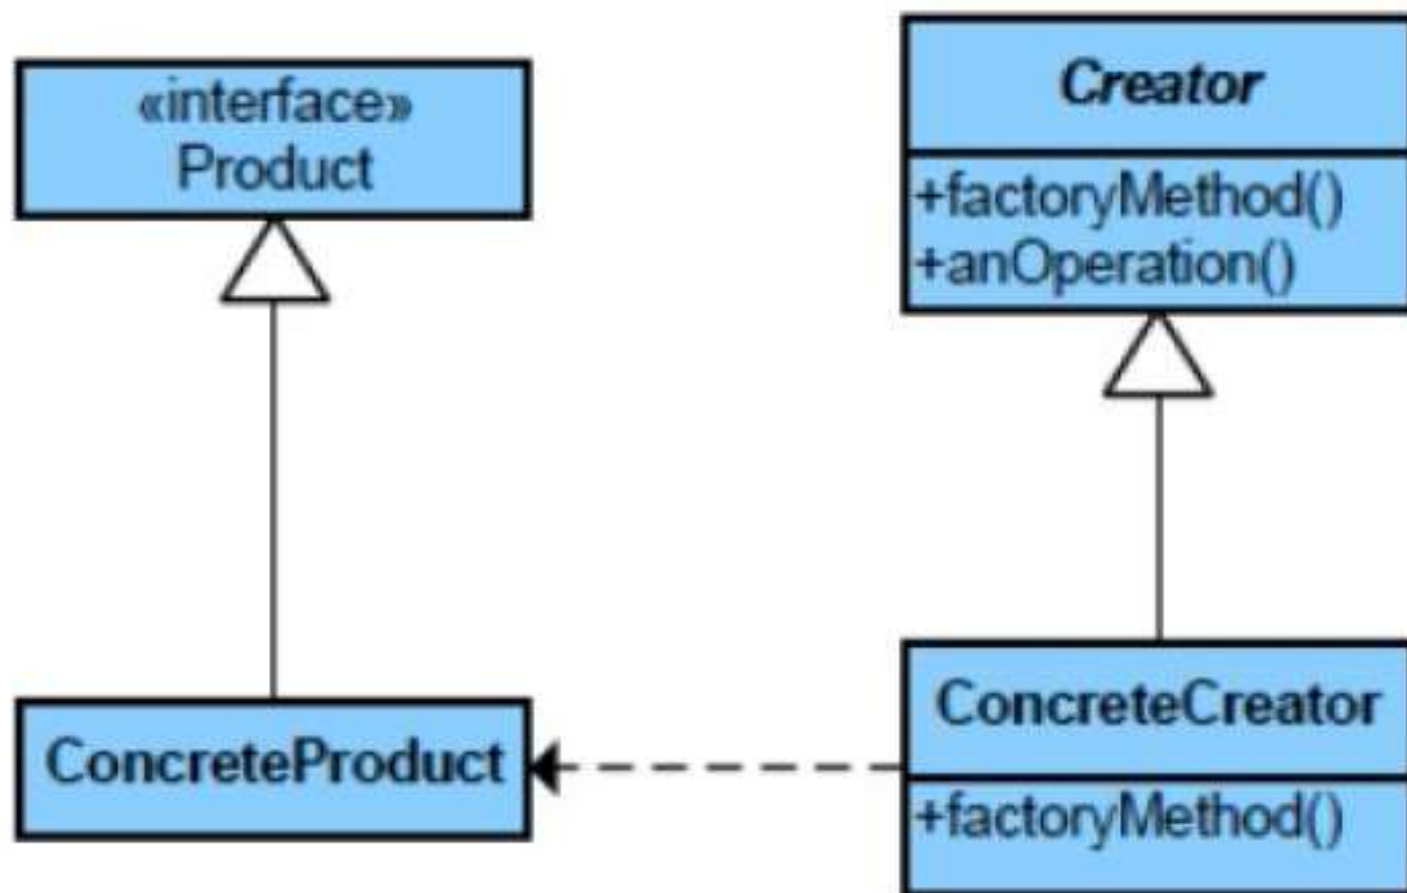 «interface»
Product
Creator
+factoryMethod()
+anOperation()
ConcreteProduct
ConcreteCreator
+factoryMethod()